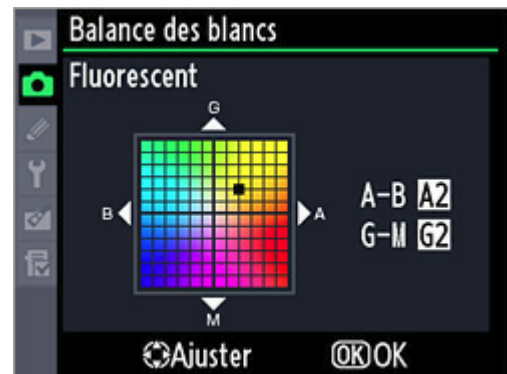 Balance des blancs
Fluorescent
G
B
A
A-B A2
G-M G2
M
Ajuster OK OK